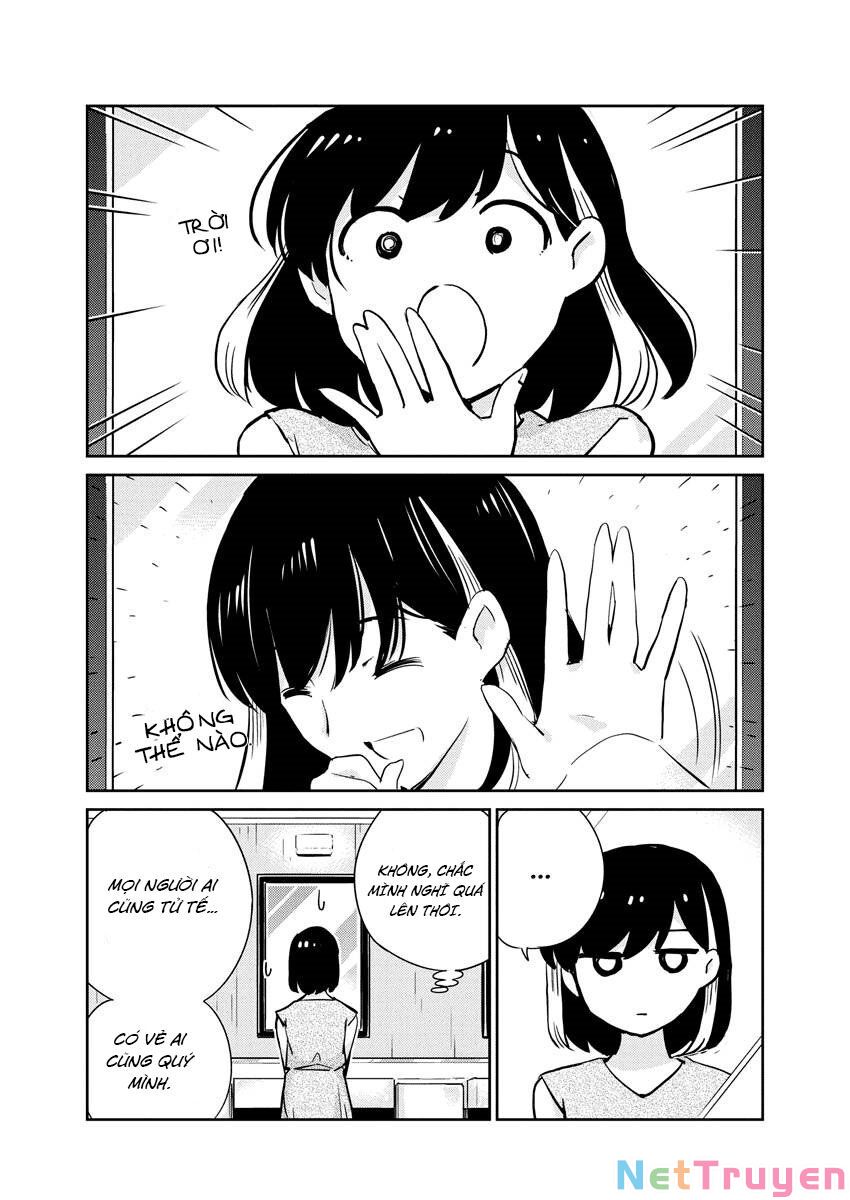 TRỜI
ƠI!
KHÔNG
THỂ NÀO.
...
KHÔNG, CHẮC
MÌNH NGHĨ QUÁ
LÊN THÔI.
MỌI NGƯỜI AI
CŨNG TỬ TẾ...
CÓ VẺ AI
CŨNG QUÝ
MÌNH.
NetTruyen